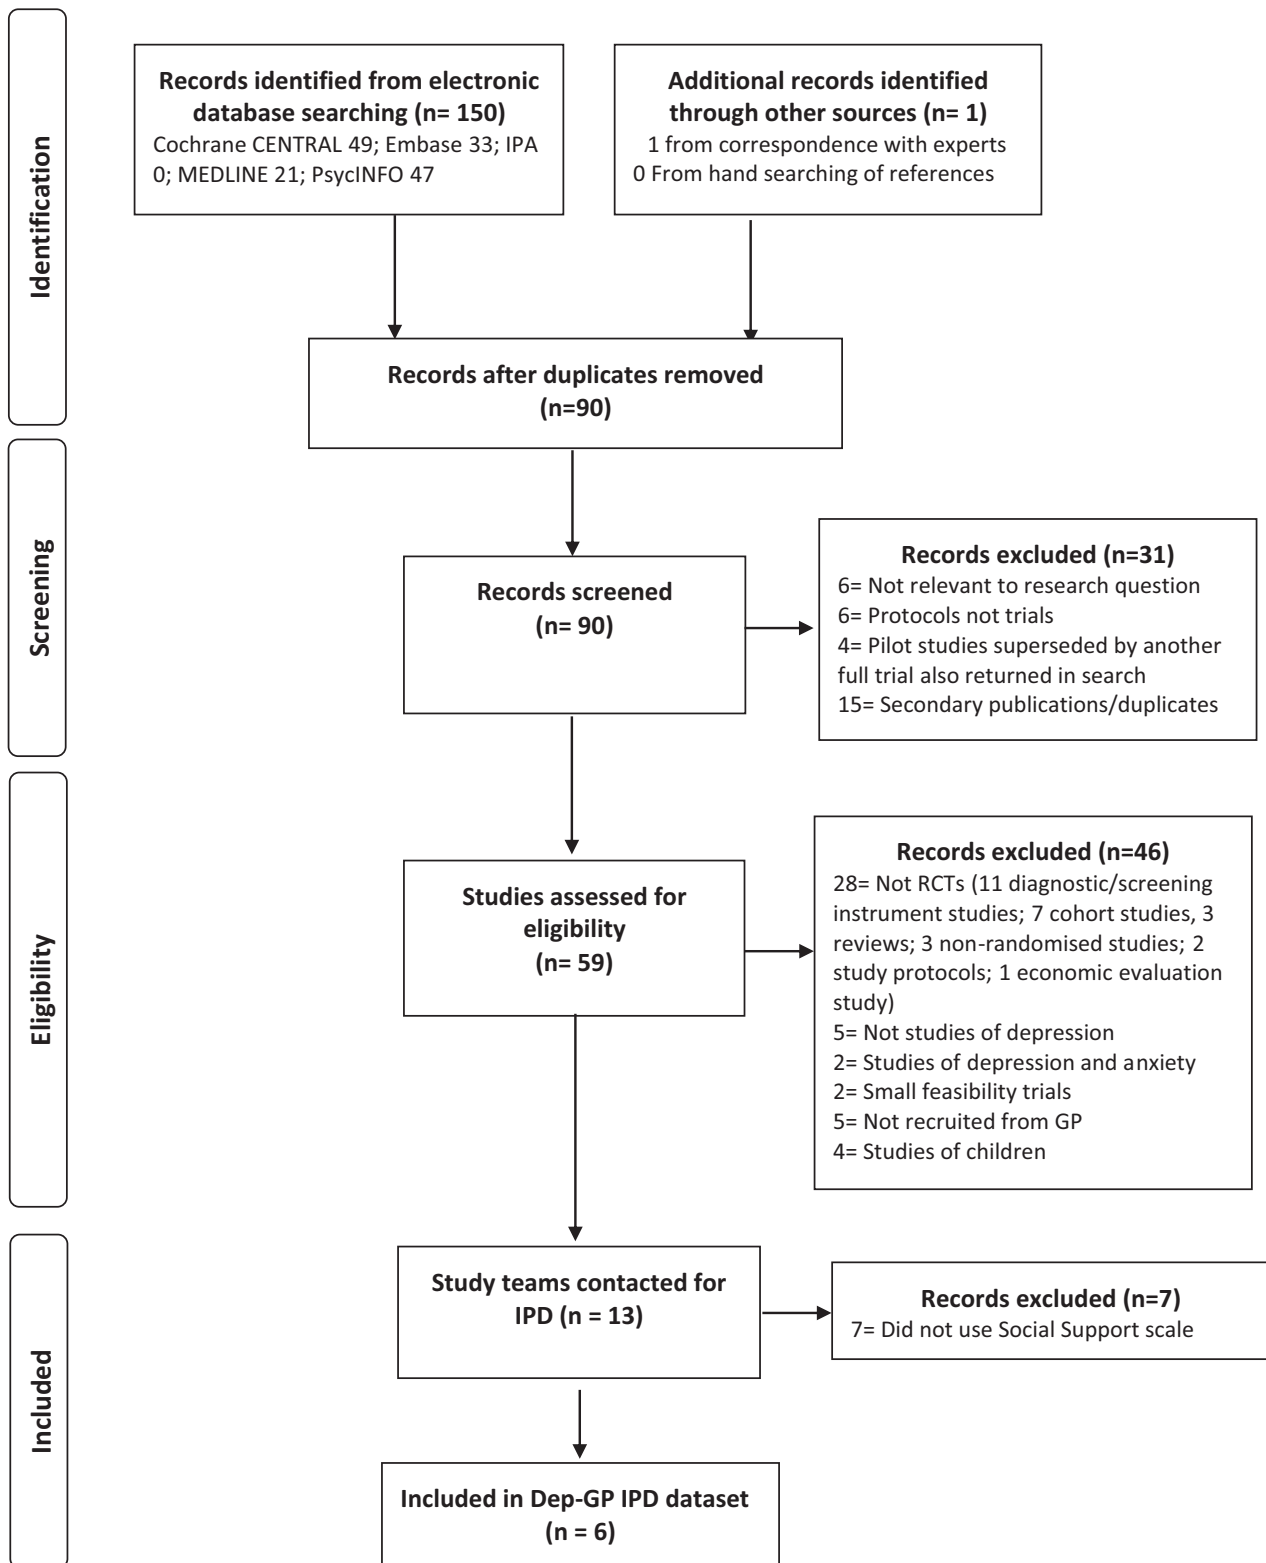 Identification
Records identified from electronic
database searching (n= 150)
Cochrane CENTRAL 49; Embase 33; IPA
0; MEDLINE 21; PsycINFO 47
Additional records identified
through other sources (n= 1)
1 from correspondence with experts
0 From hand searching of references
Records after duplicates removed
(n=90)
Screening
Records screened
(n= 90)
Records excluded (n=31)
6= Not relevant to research question
6= Protocols not trials
4= Pilot studies superseded by another
full trial also returned in search
15= Secondary publications/duplicates
Eligibility
Studies assessed for
eligibility
(n= 59)
Records excluded (n=46)
28= Not RCTs (11 diagnostic/screening
instrument studies; 7 cohort studies, 3
reviews; 3 non-randomised studies; 2
study protocols; 1 economic evaluation
study)
5= Not studies of depression
2= Studies of depression and anxiety
2= Small feasibility trials
5= Not recruited from GP
4= Studies of children
Included
Study teams contacted for
IPD (n = 13)
Records excluded (n=7)
7= Did not use Social Support scale
Included in Dep-GP IPD dataset
(n = 6)